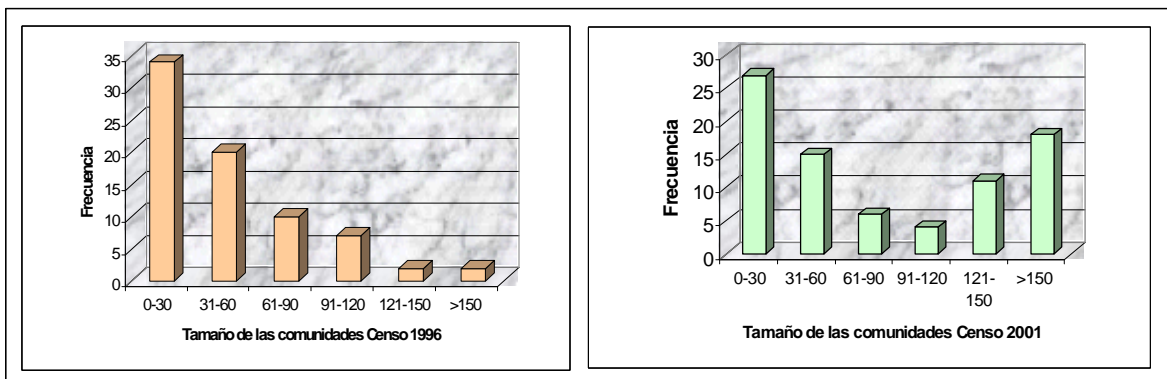 Frecuencia
35
30
25
20
15
10
5
0
0-30 31-60 61-90 91-120 121-150 >150
Tamaño de las comunidades Censo 1996
Frecuencia
30
25
20
15
10
5
0
0-30 31-60 61-90 91-120 121- >150
150
Tamaño de las comunidades Censo 2001